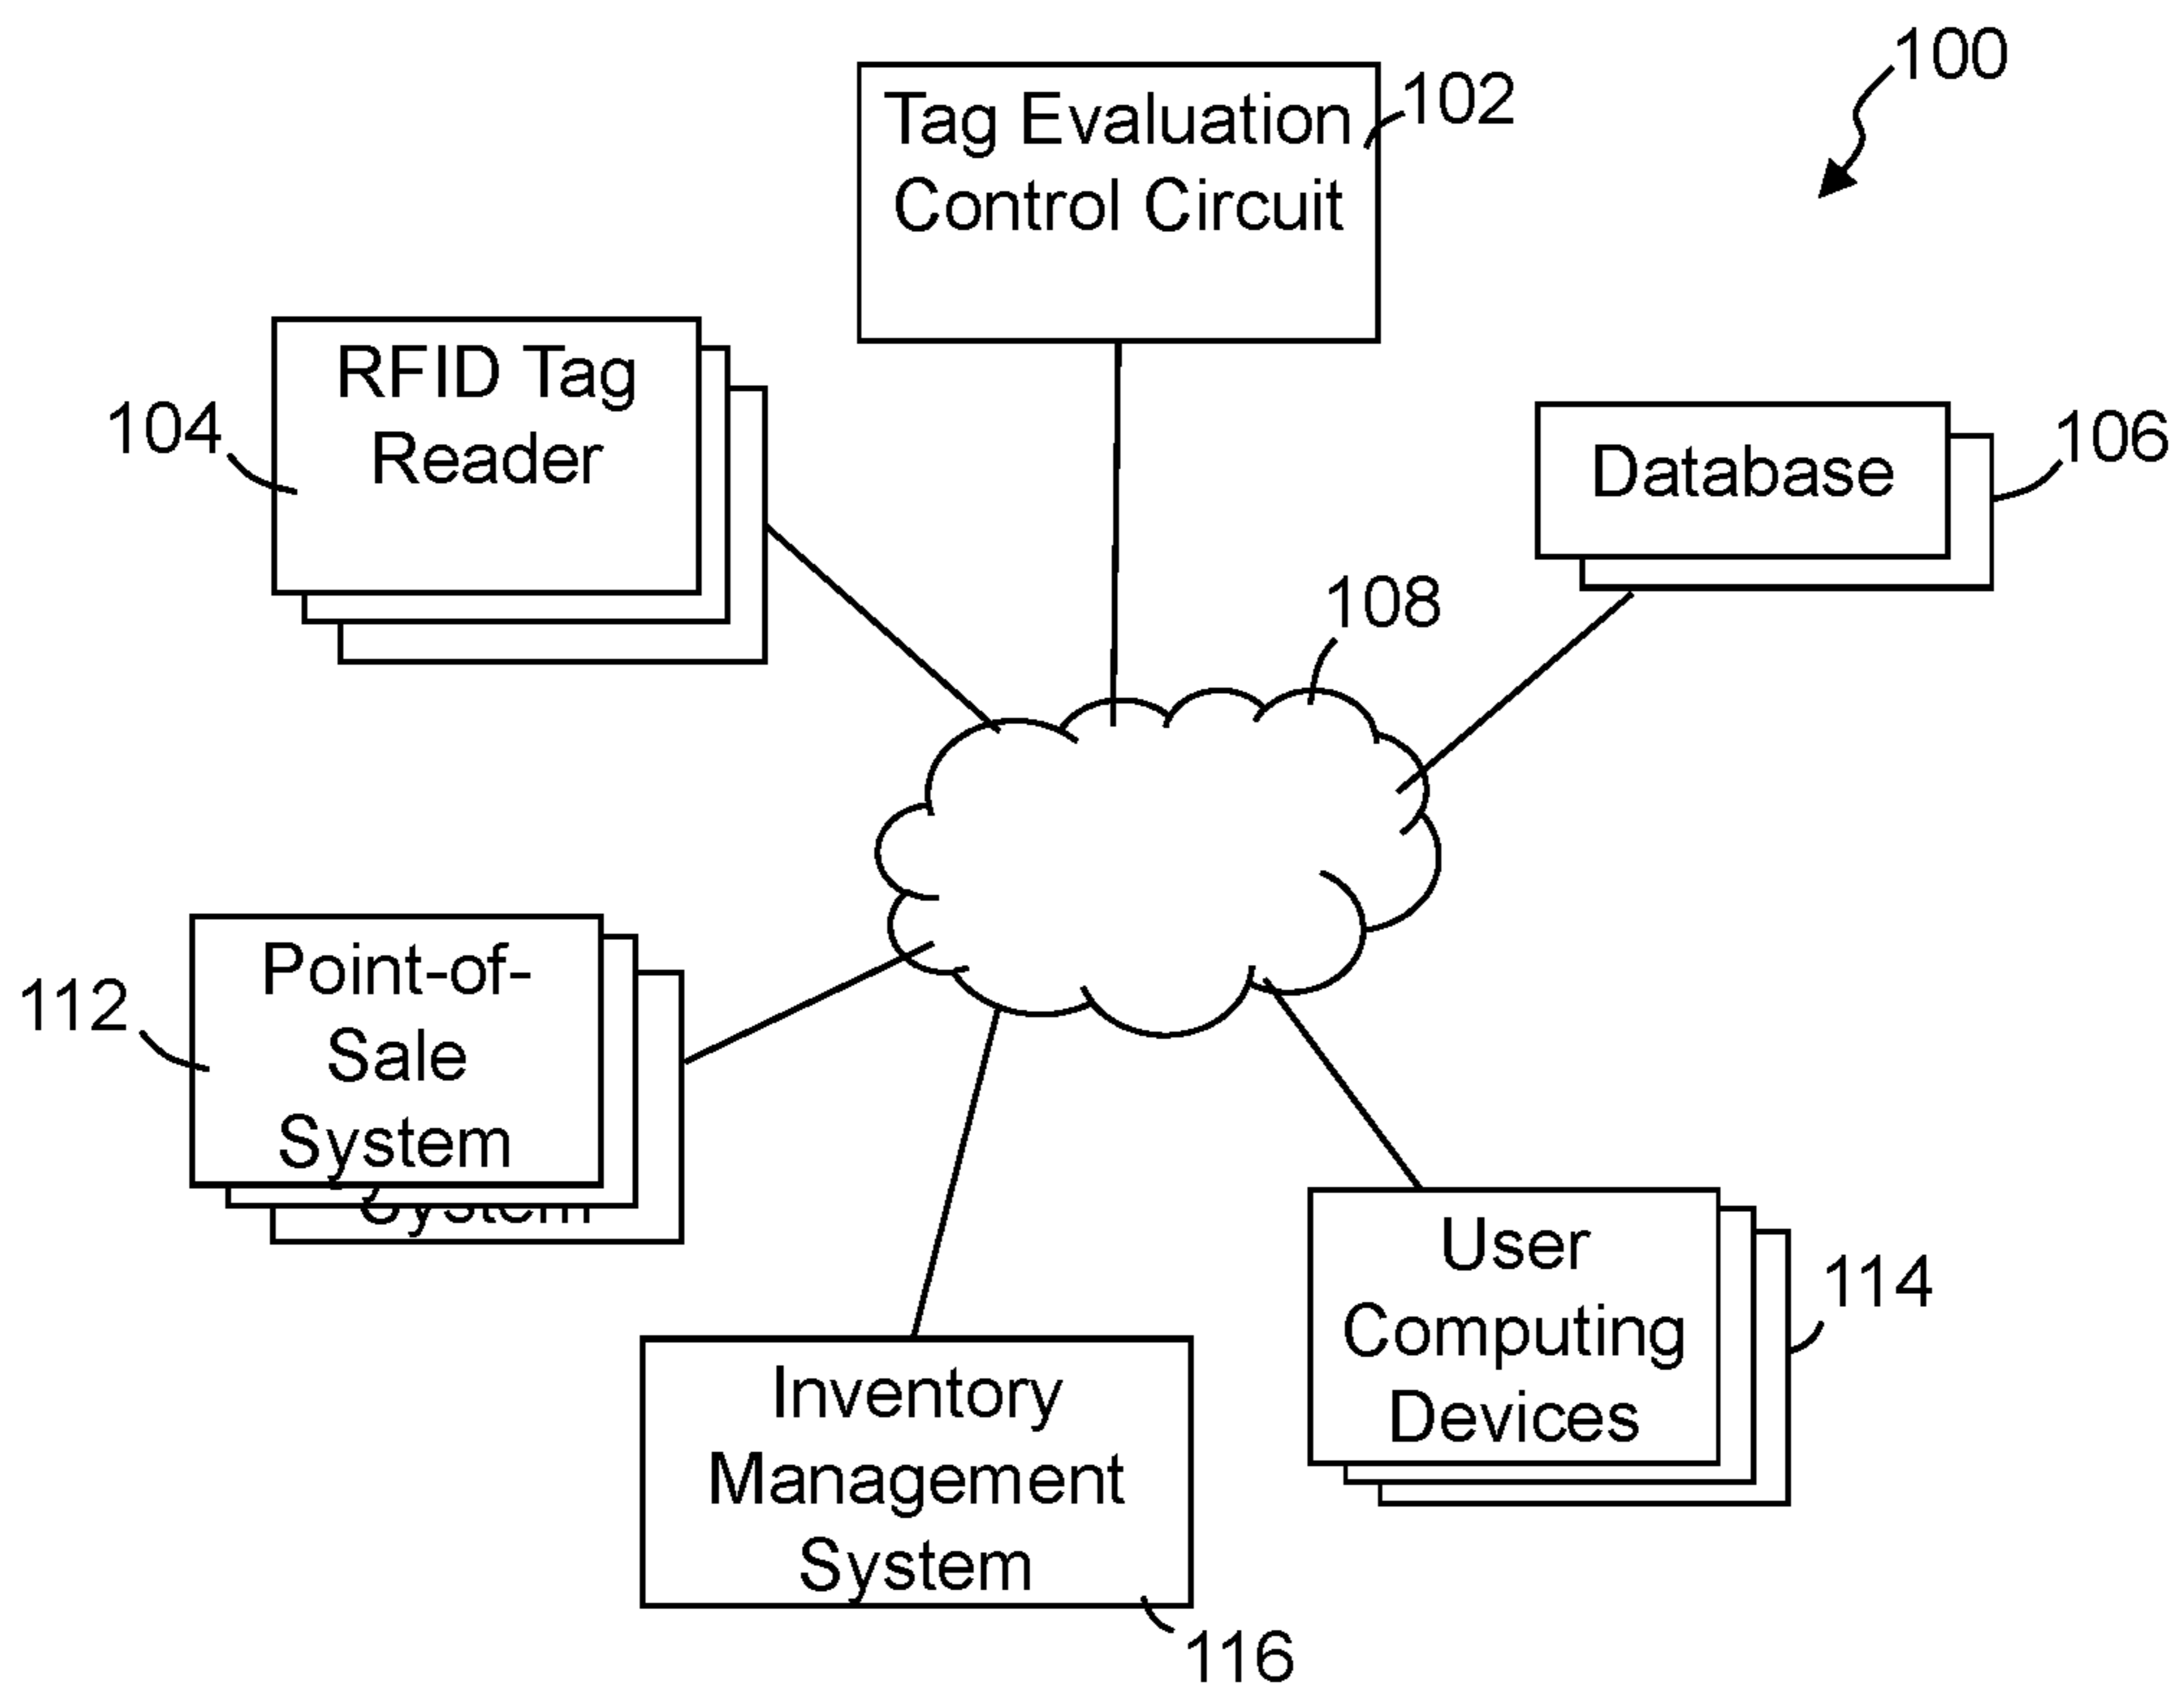 100
Tag Evaluation
Control Circuit
102
RFID Tag
Reader
104
Database
106
108
Point-of-
Sale
System
System
112
User
Computing
Devices
114
Inventory
Management
System
116